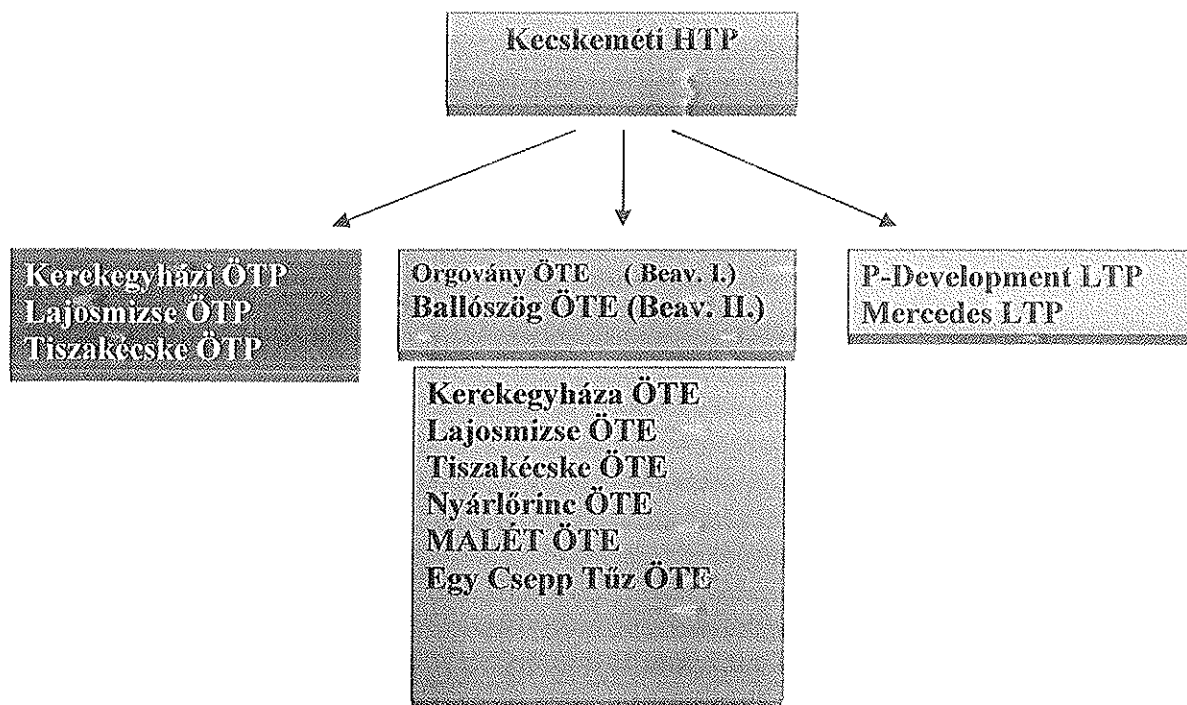 Kecskeméti HTP
Kerekegyházi ÖTP
Lajosmizse ÖTP
Tiszakécske ÖTP
Orgovány ÖTE ( Beav. I.)
Ballószög ÖTE (Beav. II.)
P-Development LTP
Mercedes LTP
Kerekegyháza ÖTE
Lajosmizse ÖTE
Tiszakécske ÖTE
Nyárlőrinc ÖTE
MALÉT ÖTE
Egy Csepp Tűz ÖTE